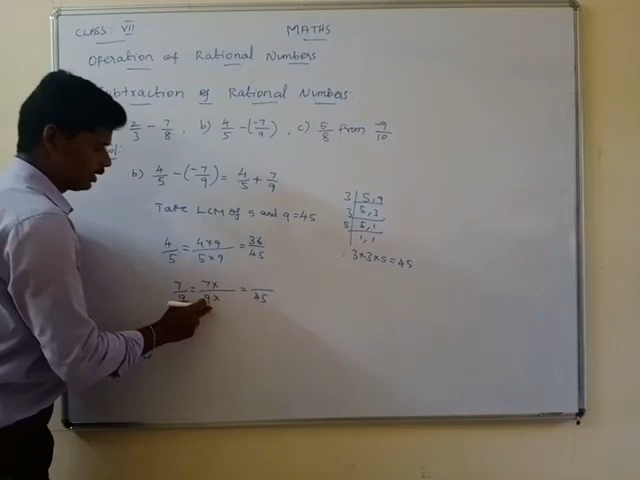 CLASS: VII
MATHS
Operation of Rational Numbers
Subtraction of Rational Numbers:
2/3 - 7/8, b) 4/5 - (-7/9), c) 5/8 from -9/10
Sol:
b) 4/5 - (-7/9) = 4/5 + 7/9
Take LCM of 5 and 9 = 45
4/5 = 4×9/5×9 = 36/45
7/9 = 7×/9× = /45
3 | 5, 9
3 | 5, 3
5 | 5, 1
1, 1
: 3×3×5 = 45